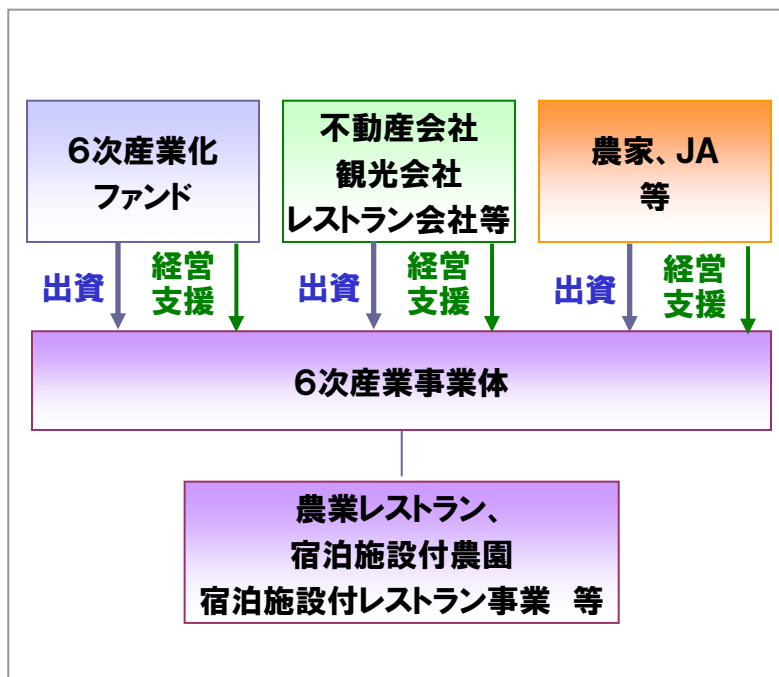 6次産業化
ファンド
不動産会社
観光会社
レストラン会社等
農家、JA
等
出資
経営
支援
出資
経営
支援
出資
経営
支援
6次産業事業体
農業レストラン、
宿泊施設付農園
宿泊施設付レストラン事業　等